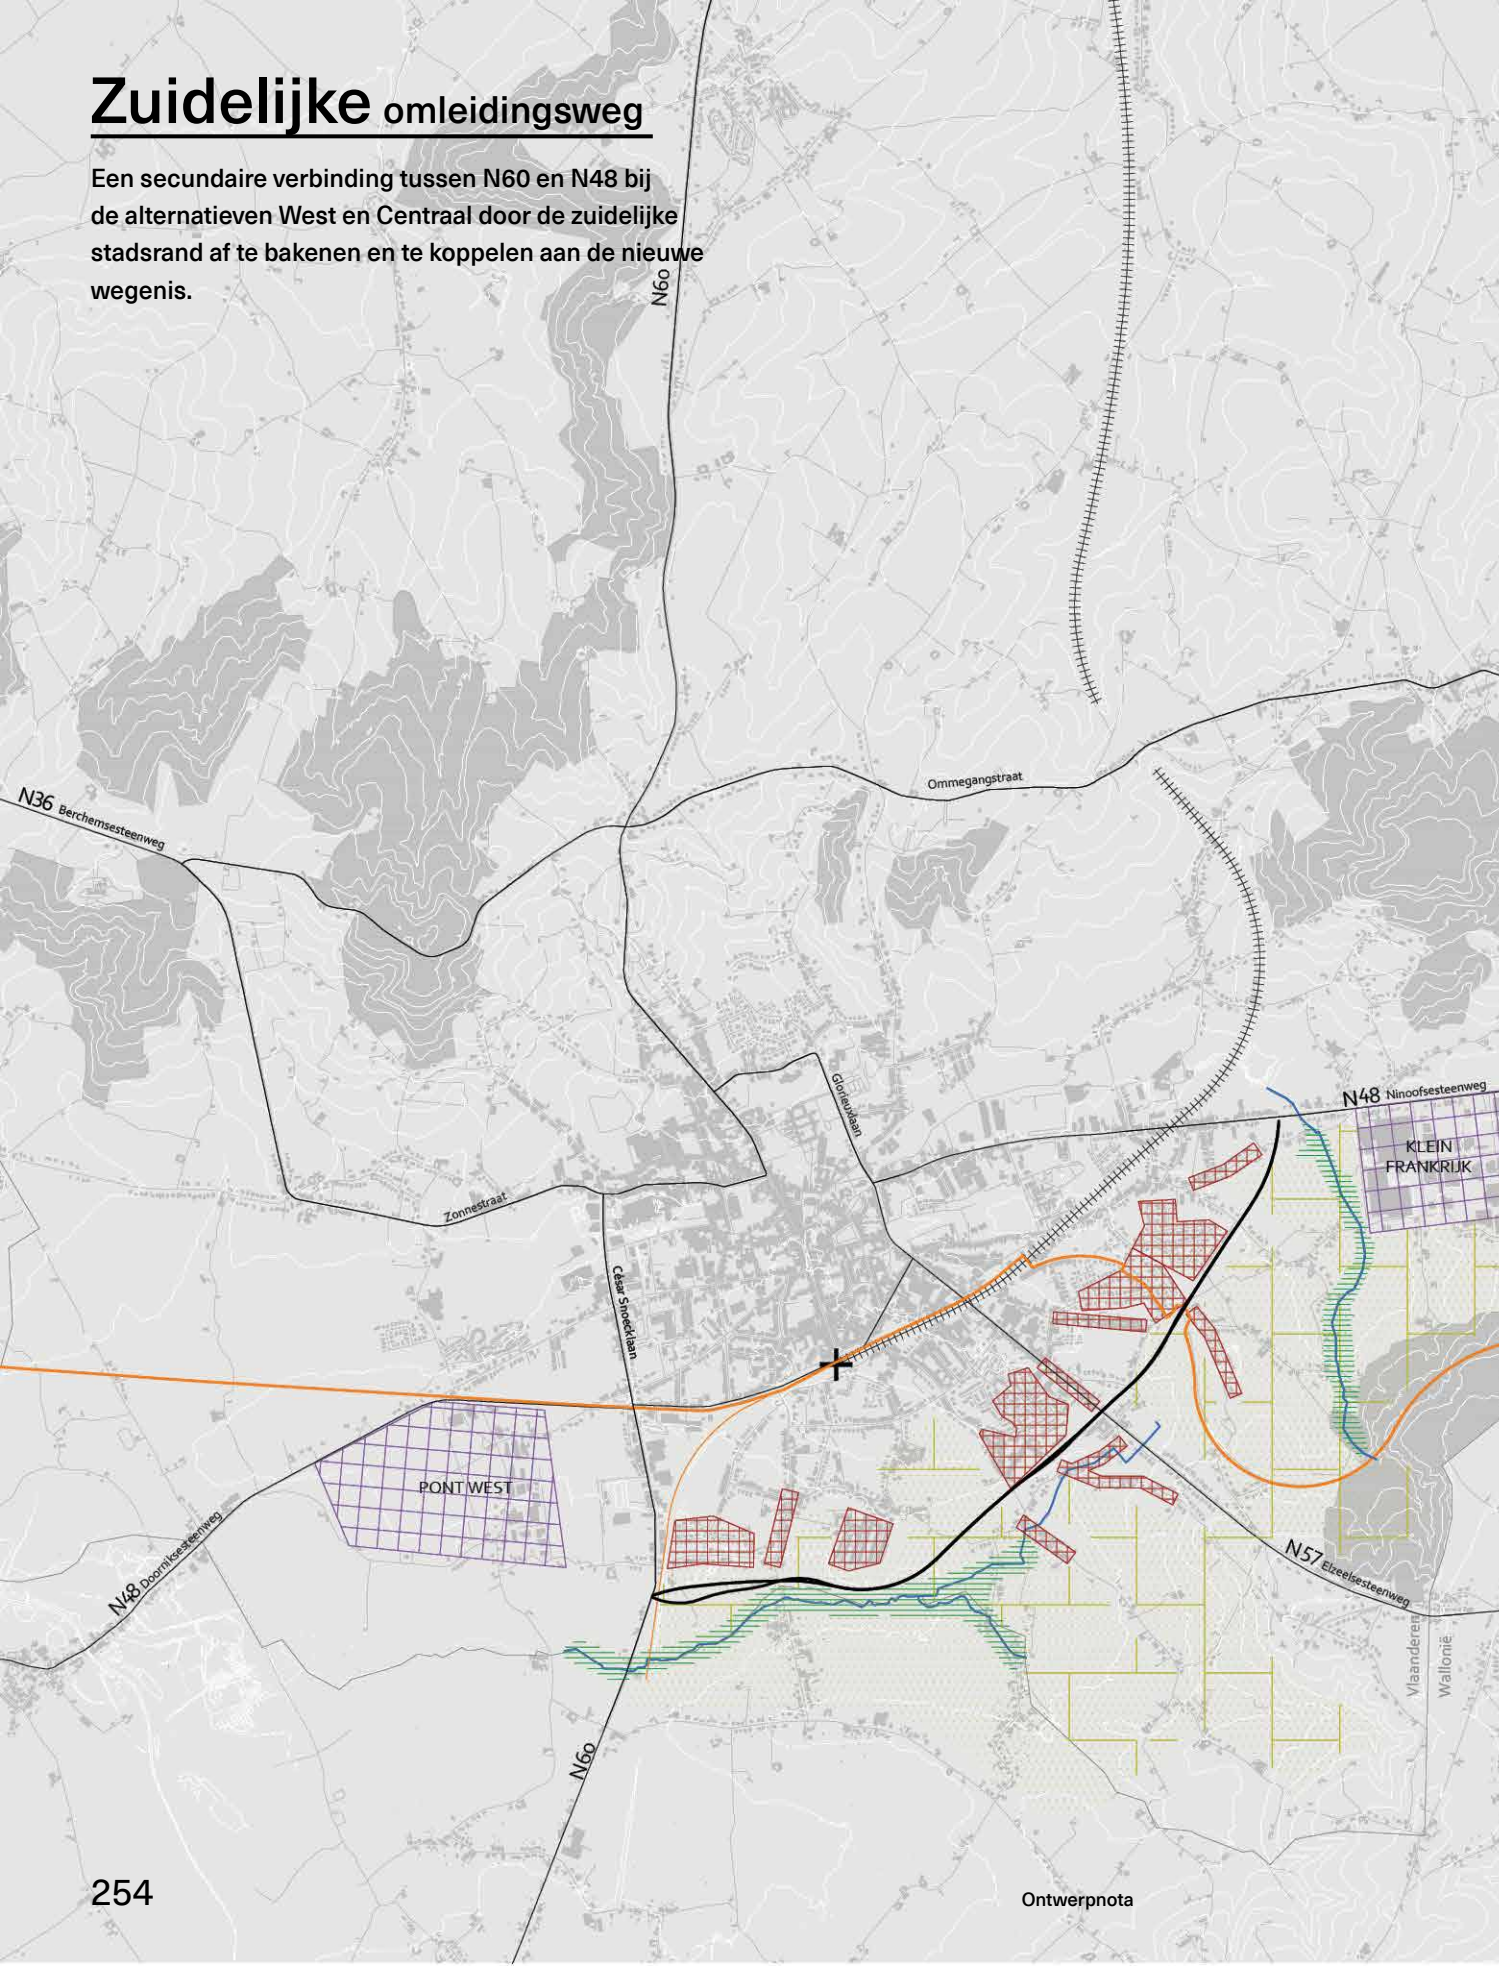 Zuidelijke omleidingsweg
Een secundaire verbinding tussen N60 en N48 bij
de alternatieven West en Centraal door de zuidelijke
stadsrand af te bakenen en te koppelen aan de nieuwe
wegenis.
N60
Ommegangstraat
N36 Berchemsesteenweg
Glorieuxlaan
N48 Ninoofsesteenweg
KLEIN
FRANKRIJK
Zonnestraat
César Snoecklaan
PONT WEST
N48 Doorniksesteenweg
N57 Elzeelsesteenweg
Vlaanderen
Wallonië
N60
254
Ontwerpnota